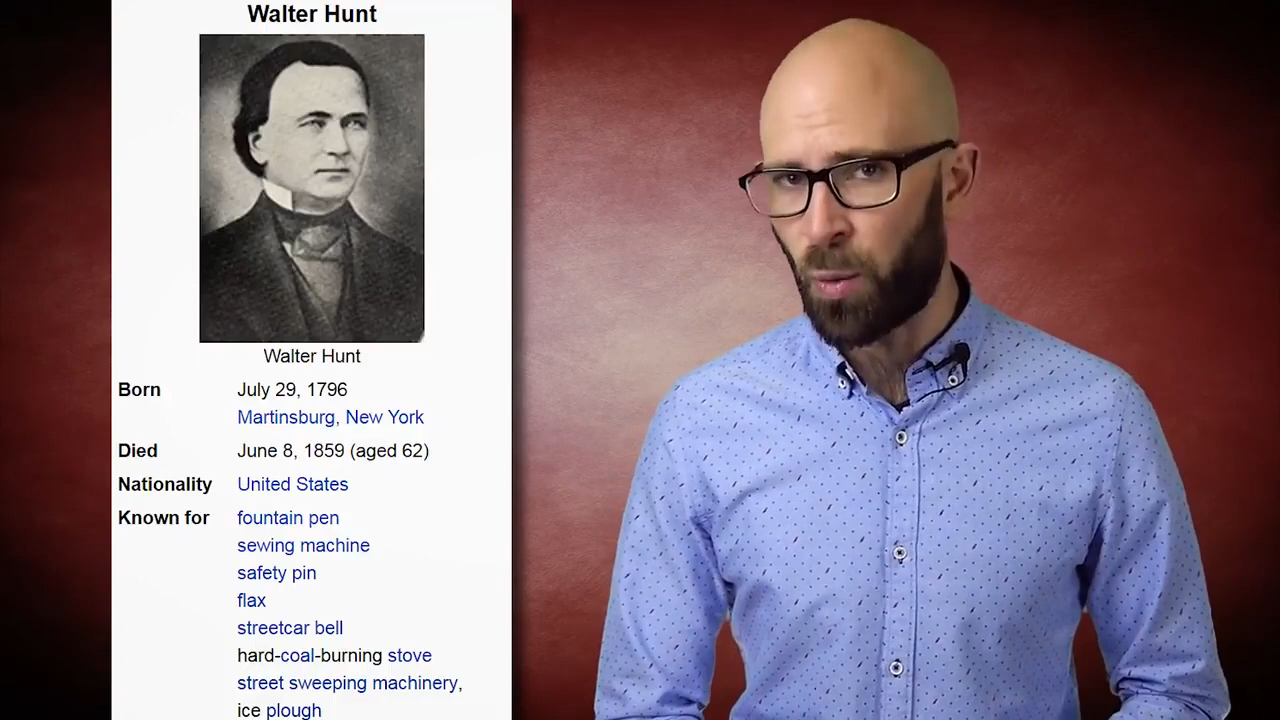 Walter Hunt
Walter Hunt
Born July 29, 1796
Martinsburg, New York
Died June 8, 1859 (aged 62)
Nationality United States
Known for fountain pen
sewing machine
safety pin
flax
streetcar bell
hard-coal-burning stove
street sweeping machinery,
ice plough